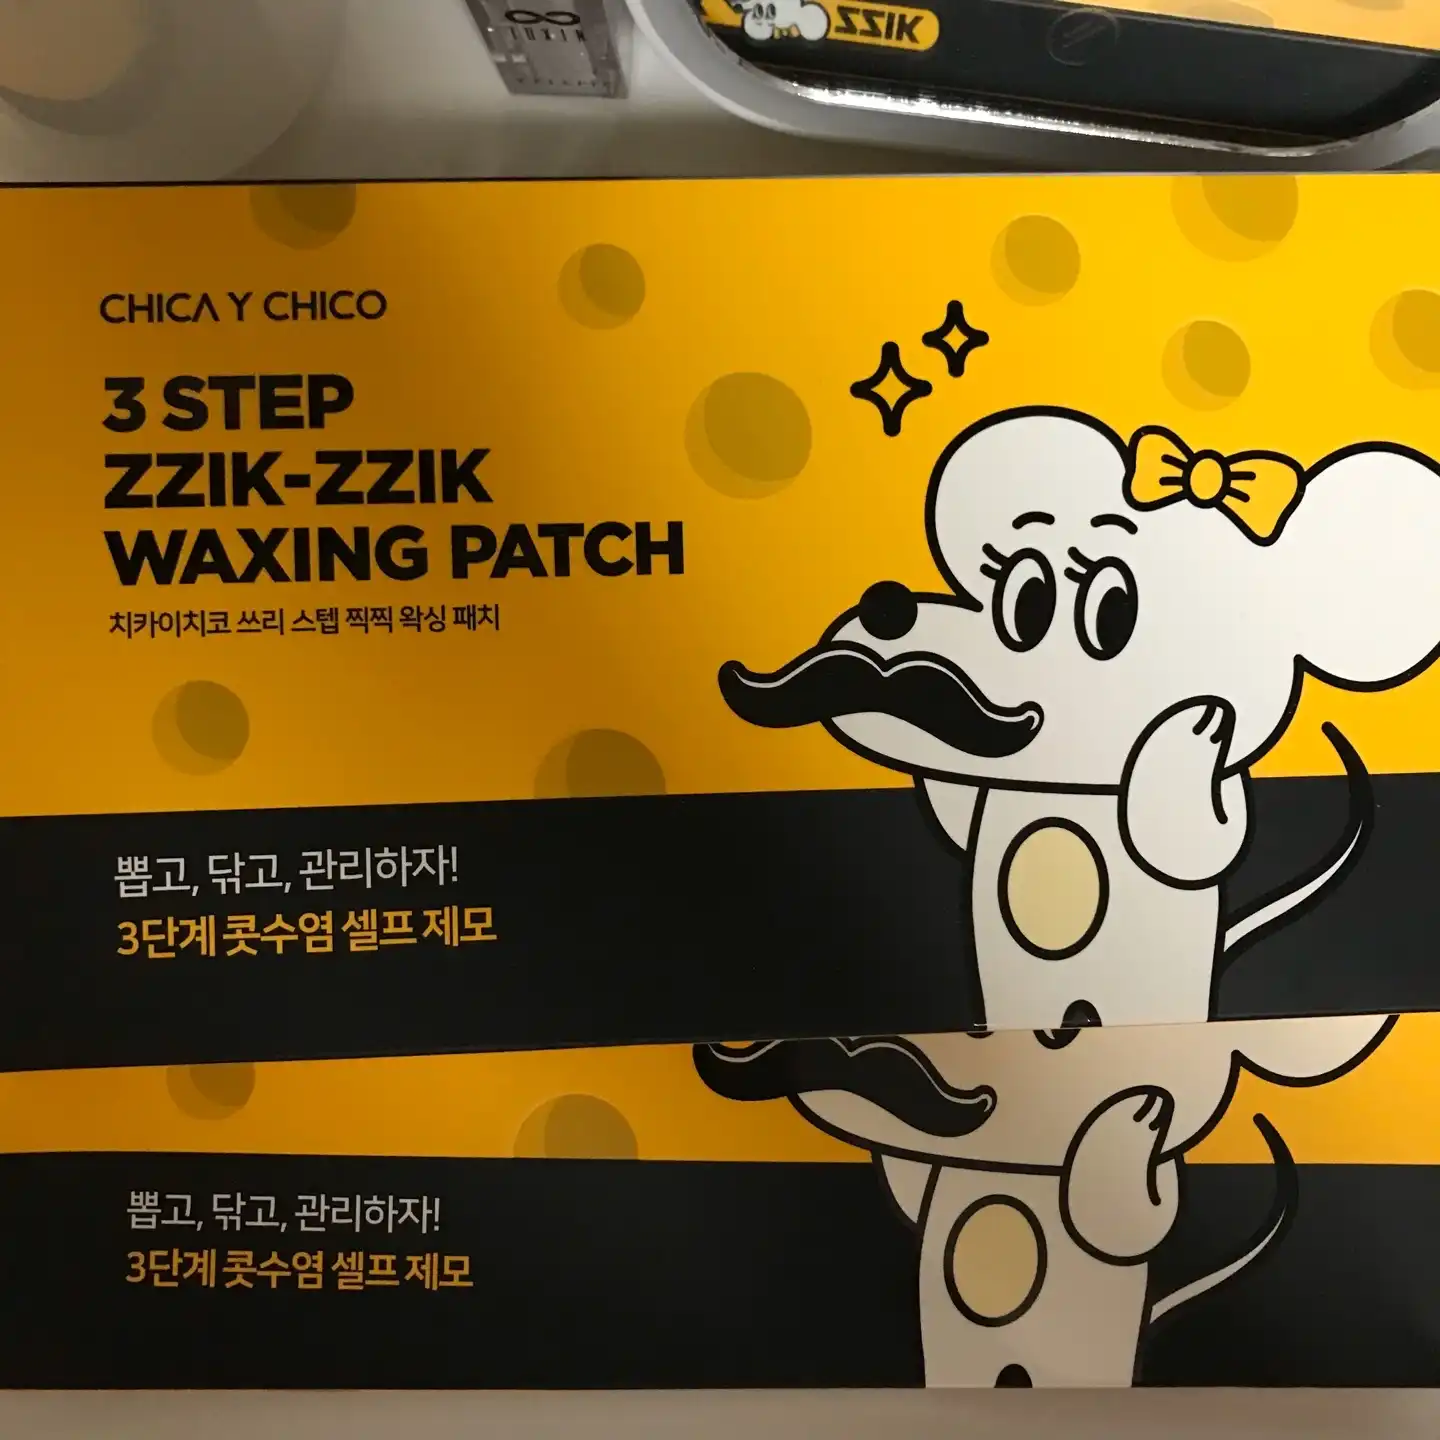 ZZIK
CHICA Y CHICO
3 STEP
ZZIK-ZZIK
WAXING PATCH
치카이치코 쓰리 스텝 찍찍 왁싱 패치
뽑고, 닦고, 관리하자!
3단계 콧수염 셀프 제모
뽑고, 닦고, 관리하자!
3단계 콧수염 셀프 제모